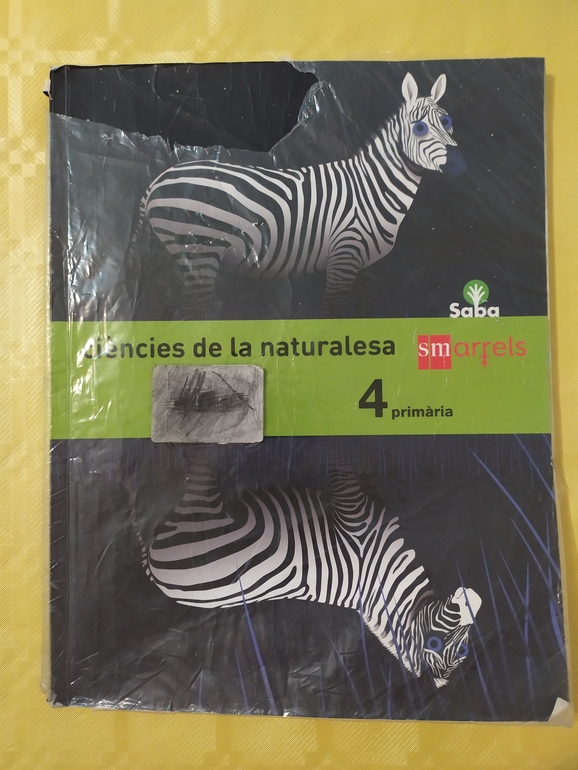 Saba
ciències de la naturalesa
sm arrels
4 primària